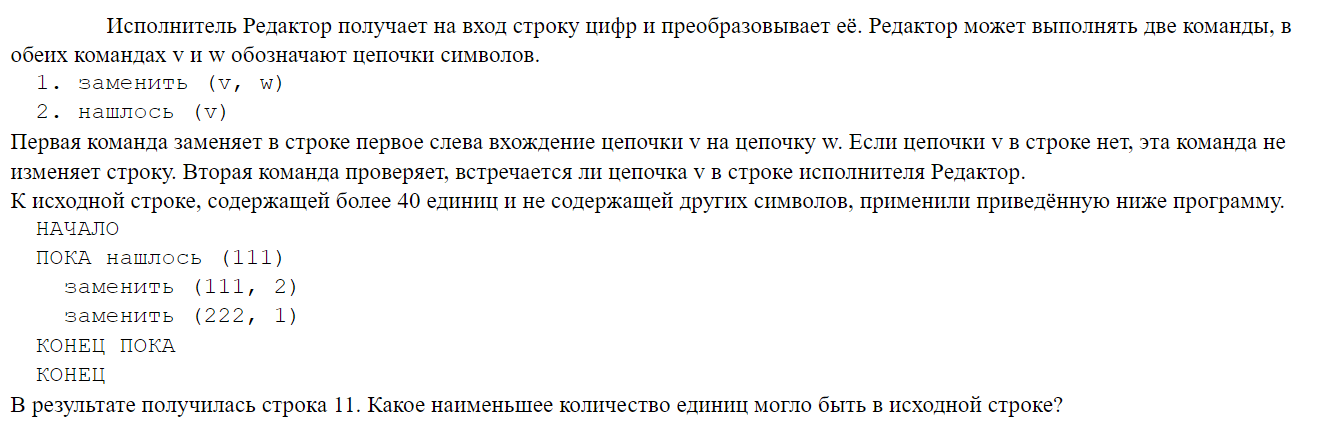 Исполнитель Редактор получает на вход строку цифр и преобразовывает её. Редактор может выполнять две команды, в
обеих командах v и w обозначают цепочки символов.
1. заменить (v, w)
2. нашлось (v)
Первая команда заменяет в строке первое слева вхождение цепочки v на цепочку w. Если цепочки v в строке нет, эта команда не
изменяет строку. Вторая команда проверяет, встречается ли цепочка v в строке исполнителя Редактор.
К исходной строке, содержащей более 40 единиц и не содержащей других символов, применили приведённую ниже программу.
НАЧАЛО
ПОКА нашлось (111)
заменить (111, 2)
заменить (222, 1)
КОНЕЦ ПОКА
КОНЕЦ
В результате получилась строка 11. Какое наименьшее количество единиц могло быть в исходной строке?